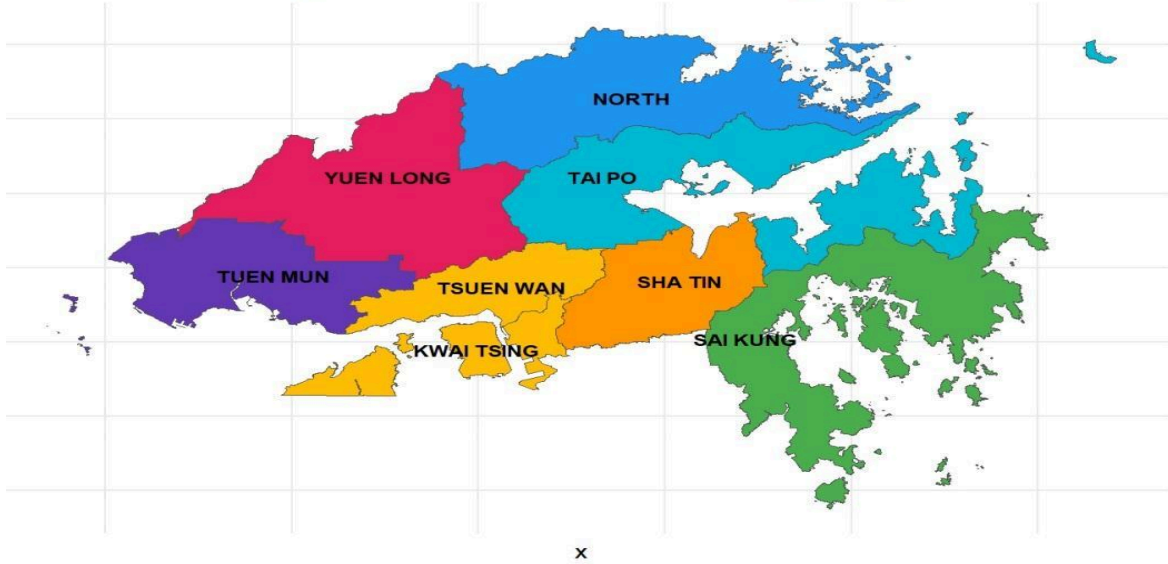 NORTH
YUEN LONG
TAI PO
TUEN MUN
TSUEN WAN
SHA TIN
KWAI TSING
SAI KUNG
x